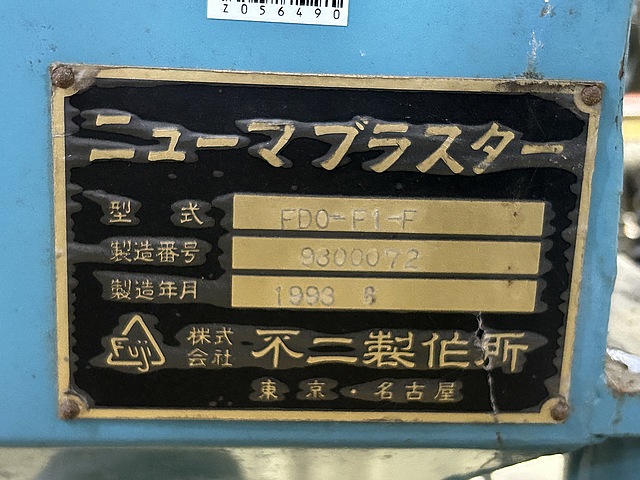 Z056490
ニューマブラスター
型式 FDO-F1-F
製造番号 9300072
製造年月 1993 6
Fuji 株式会社 不二製作所
東京・名古屋